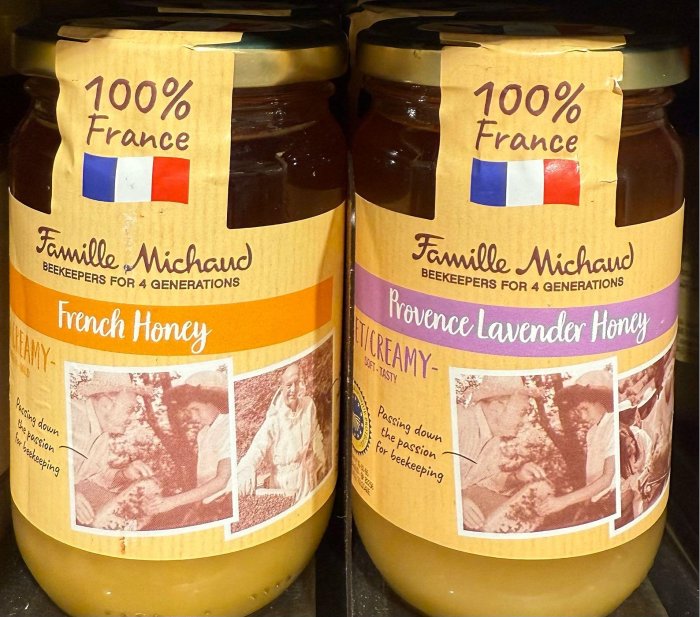 100%
France
Famille Michaud
BEEKEEPERS FOR 4 GENERATIONS
French Honey
CREAMY-
Passing down
the passion
for beekeeping
100%
France
Famille Michaud
BEEKEEPERS FOR 4 GENERATIONS
Provence Lavender Honey
ET/CREAMY-
SOFT-TASTY
Passing down
the passion
for beekeeping